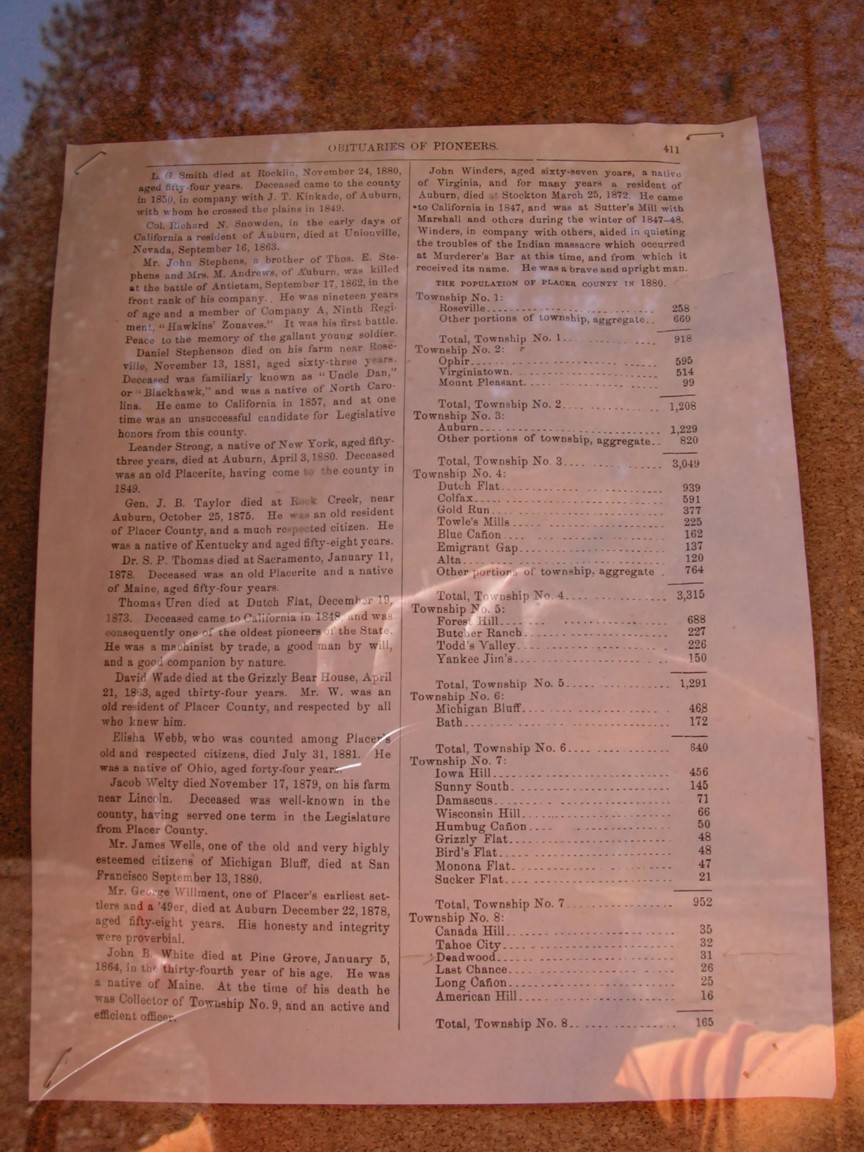 OBITUARIES OF PIONEERS.
411
L. G. Smith died at Rocklin, November 24, 1880,
aged fifty-four years. Deceased came to the county
in 1850, in company with J. T. Kinkade, of Auburn,
with whom he crossed the plains in 1849.
Col. Richard N. Snowden, in the early days of
California a resident of Auburn, died at Unionville,
Nevada, September 16, 1863.
Mr. John Stephens, a brother of Thos. E. Ste-
phens and Mrs. M. Andrews, of Auburn, was killed
at the battle of Antietam, September 17, 1862, in the
front rank of his company. He was nineteen years
of age and a member of Company A, Ninth Regi-
ment, "Hawkins' Zouaves." It was his first battle.
Peace to the memory of the gallant young soldier.
Daniel Stephenson died on his farm near Rose-
ville, November 13, 1881, aged sixty-three years.
Deceased was familiarly known as "Uncle Dan,"
or "Blackhawk," and was a native of North Caro-
lina. He came to California in 1857, and at one
time was an unsuccessful candidate for Legislative
honors from this county.
Leander Strong, a native of New York, aged fifty-
three years, died at Auburn, April 3, 1880. Deceased
was an old Placerite, having come to the county in
1849.
Gen. J. B. Taylor died at Rock Creek, near
Auburn, October 25, 1875. He was an old resident
of Placer County, and a much respected citizen. He
was a native of Kentucky and aged fifty-eight years.
Dr. S. P. Thomas died at Sacramento, January 11,
1878. Deceased was an old Placerite and a native
of Maine, aged fifty-four years.
Thomas Uren died at Dutch Flat, December 19,
1873. Deceased came to California in 1848 and was
consequently one of the oldest pioneers of the State.
He was a machinist by trade, a good man by will,
and a good companion by nature.
David Wade died at the Grizzly Bear House, April
21, 1863, aged thirty-four years. Mr. W. was an
old resident of Placer County, and respected by all
who knew him.
Elisha Webb, who was counted among Placer's
old and respected citizens, died July 31, 1881. He
was a native of Ohio, aged forty-four years.
Jacob Welty died November 17, 1879, on his farm
near Lincoln. Deceased was well-known in the
county, having served one term in the Legislature
from Placer County.
Mr. James Wells, one of the old and very highly
esteemed citizens of Michigan Bluff, died at San
Francisco September 13, 1880.
Mr. George Willment, one of Placer's earliest set-
tlers and a '49er, died at Auburn December 22, 1878,
aged fifty-eight years. His honesty and integrity
were proverbial.
John B. White died at Pine Grove, January 5,
1864, in the thirty-fourth year of his age. He was
a native of Maine. At the time of his death he
was Collector of Township No. 9, and an active and
efficient officer.
John Winders, aged sixty-seven years, a native
of Virginia, and for many years a resident of
Auburn, died at Stockton March 25, 1872. He came
to California in 1847, and was at Sutter's Mill with
Marshall and others during the winter of 1847-48.
Winders, in company with others, aided in quieting
the troubles of the Indian massacre which occurred
at Murderer's Bar at this time, and from which it
received its name. He was a brave and upright man.
THE POPULATION OF PLACER COUNTY IN 1880.
Township No. 1:
Roseville 258
Other portions of township, aggregate 660
Total, Township No. 1 918
Township No. 2:
Ophir 595
Virginiatown 514
Mount Pleasant 99
Total, Township No. 2 1,208
Township No. 3:
Auburn 1,229
Other portions of township, aggregate 820
Total, Township No. 3 3,049
Township No. 4:
Dutch Flat 939
Colfax 591
Gold Run 377
Towle's Mills 225
Blue Cañon 162
Emigrant Gap 137
Alta 120
Other portions of township, aggregate 764
Total, Township No. 4 3,315
Township No. 5:
Forest Hill 688
Butcher Ranch 227
Todd's Valley 226
Yankee Jim's 150
Total, Township No. 5 1,291
Township No. 6:
Michigan Bluff 468
Bath 172
Total, Township No. 6 640
Township No. 7:
Iowa Hill 456
Sunny South 145
Damascus 71
Wisconsin Hill 66
Humbug Cañon 50
Grizzly Flat 48
Bird's Flat 48
Monona Flat 47
Sucker Flat 21
Total, Township No. 7 952
Township No. 8:
Canada Hill 35
Tahoe City 32
Deadwood 31
Last Chance 26
Long Cañon 25
American Hill 16
Total, Township No. 8 165